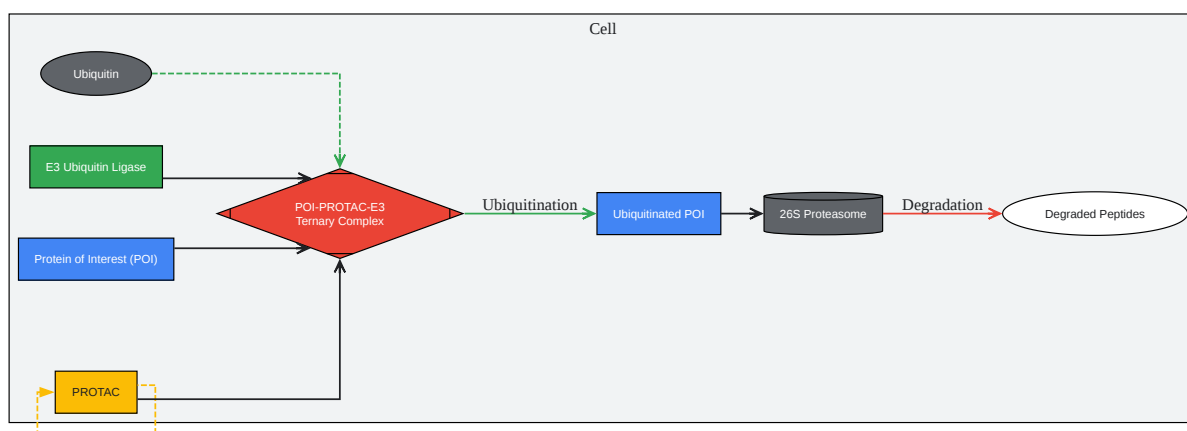 Cell
Ubiquitin
E3 Ubiquitin Ligase
POI-PROTAC-E3
Ternary Complex
Ubiquitination
Ubiquitinated POI
26S Proteasome
Degradation
Degraded Peptides
Protein of Interest (POI)
PROTAC